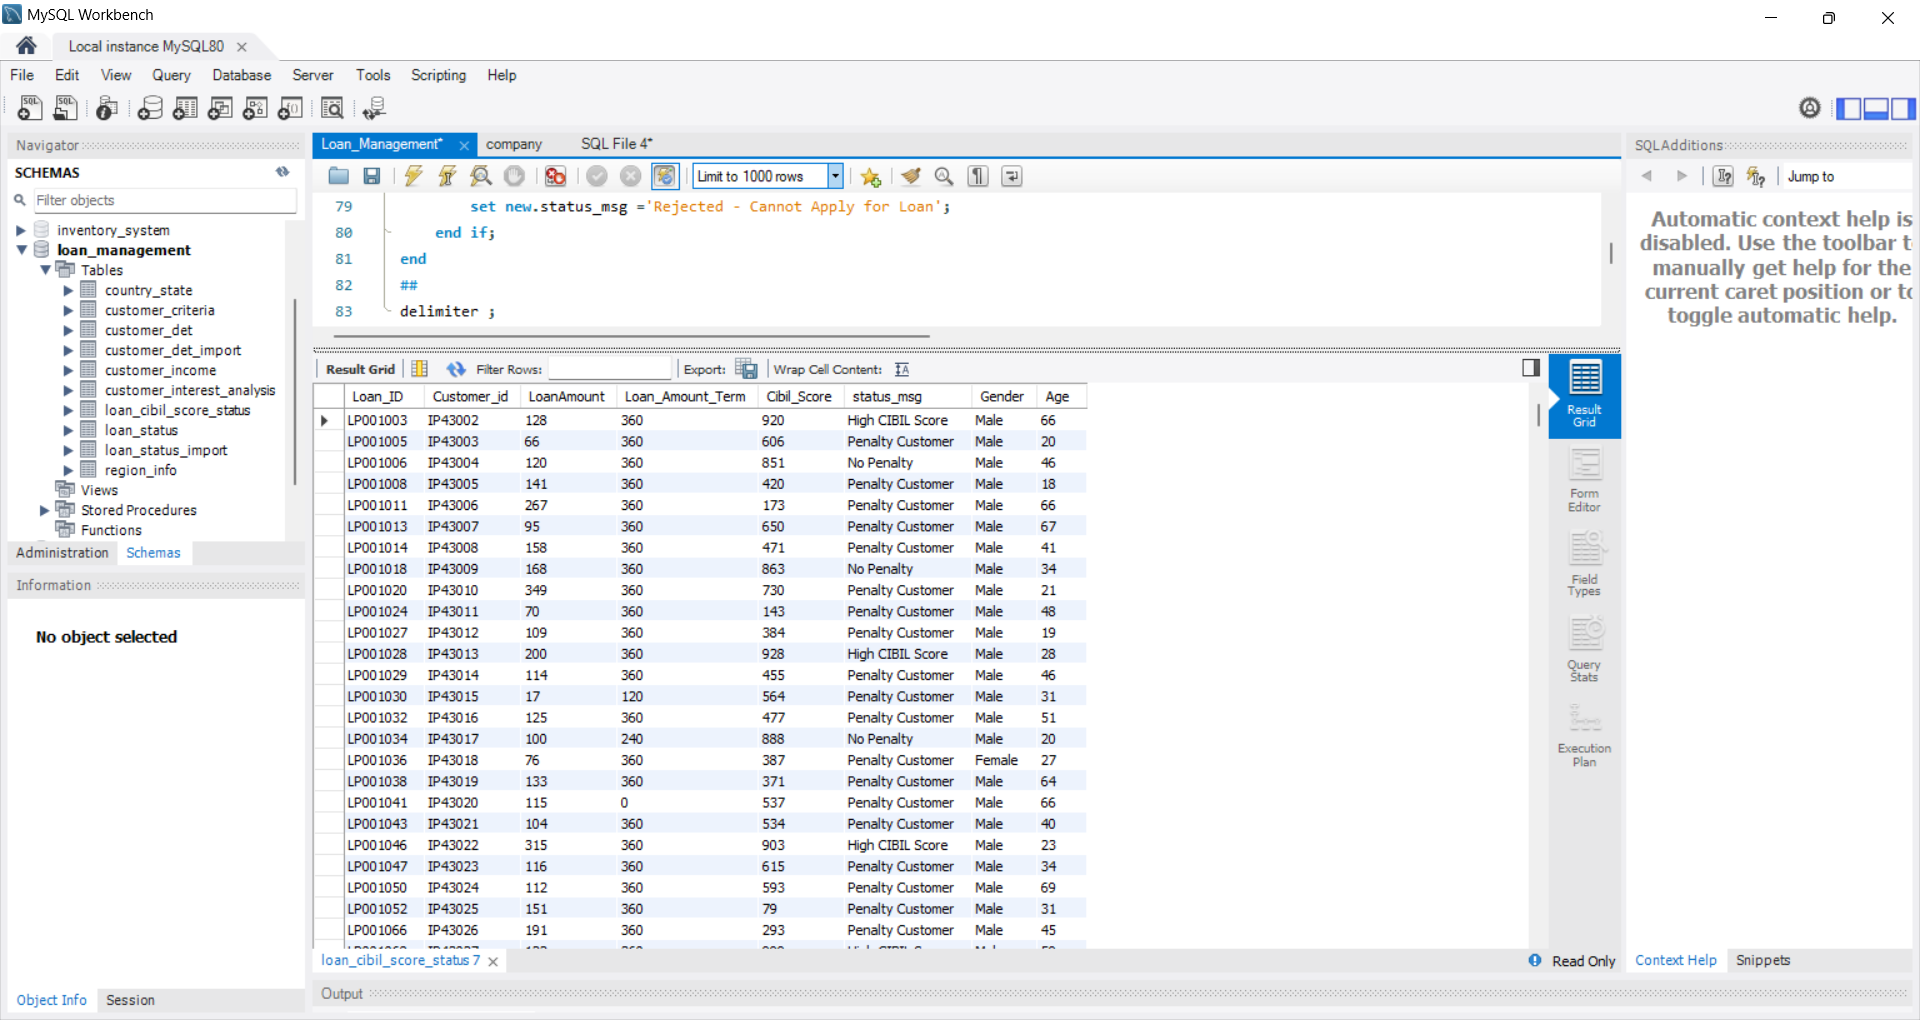 MySQL Workbench
Local instance MySQL80
File Edit View Query Database Server Tools Scripting Help
Navigator
SCHEMAS
Filter objects
inventory_system
loan_management
Tables
country_state
customer_criteria
customer_det
customer_det_import
customer_income
customer_interest_analysis
loan_cibil_score_status
loan_status
loan_status_import
region_info
Views
Stored Procedures
Functions
Administration Schemas
Information
No object selected
Object Info Session
Loan_Management* company SQL File 4*
Limit to 1000 rows
79 set new.status_msg ='Rejected - Cannot Apply for Loan';
80 end if;
81 end
82 ##
83 delimiter ;
Result Grid Filter Rows: Export: Wrap Cell Content:
Loan_ID Customer_id LoanAmount Loan_Amount_Term Cibil_Score status_msg Gender Age
LP001003 IP43002 128 360 920 High CIBIL Score Male 66
LP001005 IP43003 66 360 606 Penalty Customer Male 20
LP001006 IP43004 120 360 851 No Penalty Male 46
LP001008 IP43005 141 360 420 Penalty Customer Male 18
LP001011 IP43006 267 360 173 Penalty Customer Male 66
LP001013 IP43007 95 360 650 Penalty Customer Male 67
LP001014 IP43008 158 360 471 Penalty Customer Male 41
LP001018 IP43009 168 360 863 No Penalty Male 34
LP001020 IP43010 349 360 730 Penalty Customer Male 21
LP001024 IP43011 70 360 143 Penalty Customer Male 48
LP001027 IP43012 109 360 384 Penalty Customer Male 19
LP001028 IP43013 200 360 928 High CIBIL Score Male 28
LP001029 IP43014 114 360 455 Penalty Customer Male 46
LP001030 IP43015 17 120 564 Penalty Customer Male 31
LP001032 IP43016 125 360 477 Penalty Customer Male 51
LP001034 IP43017 100 240 888 No Penalty Male 20
LP001036 IP43018 76 360 387 Penalty Customer Female 27
LP001038 IP43019 133 360 371 Penalty Customer Male 64
LP001041 IP43020 115 0 537 Penalty Customer Male 66
LP001043 IP43021 104 360 534 Penalty Customer Male 40
LP001046 IP43022 315 360 903 High CIBIL Score Male 23
LP001047 IP43023 116 360 615 Penalty Customer Male 34
LP001050 IP43024 112 360 593 Penalty Customer Male 69
LP001052 IP43025 151 360 79 Penalty Customer Male 31
LP001066 IP43026 191 360 293 Penalty Customer Male 45
loan_cibil_score_status 7
Read Only
Output
Result
Grid
Form
Editor
Field
Types
Query
Stats
Execution
Plan
SQLAdditions
Jump to
Automatic context help is
disabled. Use the toolbar t
manually get help for the
current caret position or to
toggle automatic help.
Context Help Snippets